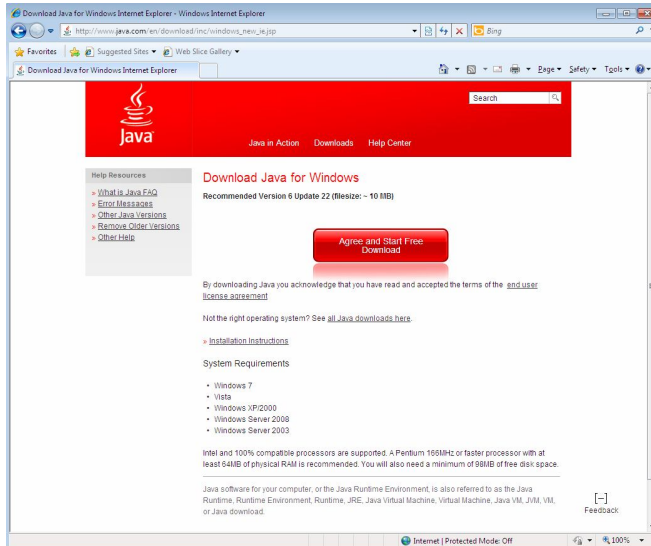 Download Java for Windows Internet Explorer - Windows Internet Explorer
http://www.java.com/en/download/inc/windows_new_ie.jsp
Bing
Favorites
Suggested Sites
Web Slice Gallery
Download Java for Windows Internet Explorer
Page
Safety
Tools
Java
Search
Java in Action Downloads Help Center
Help Resources
» What is Java FAQ
» Error Messages
» Other Java Versions
» Remove Older Versions
» Other Help
Download Java for Windows
Recommended Version 6 Update 22 (filesize: ~ 10 MB)
Agree and Start Free
Download
By downloading Java you acknowledge that you have read and accepted the terms of the end user
license agreement
Not the right operating system? See all Java downloads here.
» Installation Instructions
System Requirements
• Windows 7
• Vista
• Windows XP/2000
• Windows Server 2008
• Windows Server 2003
Intel and 100% compatible processors are supported. A Pentium 166MHz or faster processor with at
least 64MB of physical RAM is recommended. You will also need a minimum of 98MB of free disk space.
Java software for your computer, or the Java Runtime Environment, is also referred to as the Java
Runtime, Runtime Environment, Runtime, JRE, Java Virtual Machine, Virtual Machine, Java VM, JVM, VM,
or Java download.
[–]
Feedback
Internet | Protected Mode: Off
100%